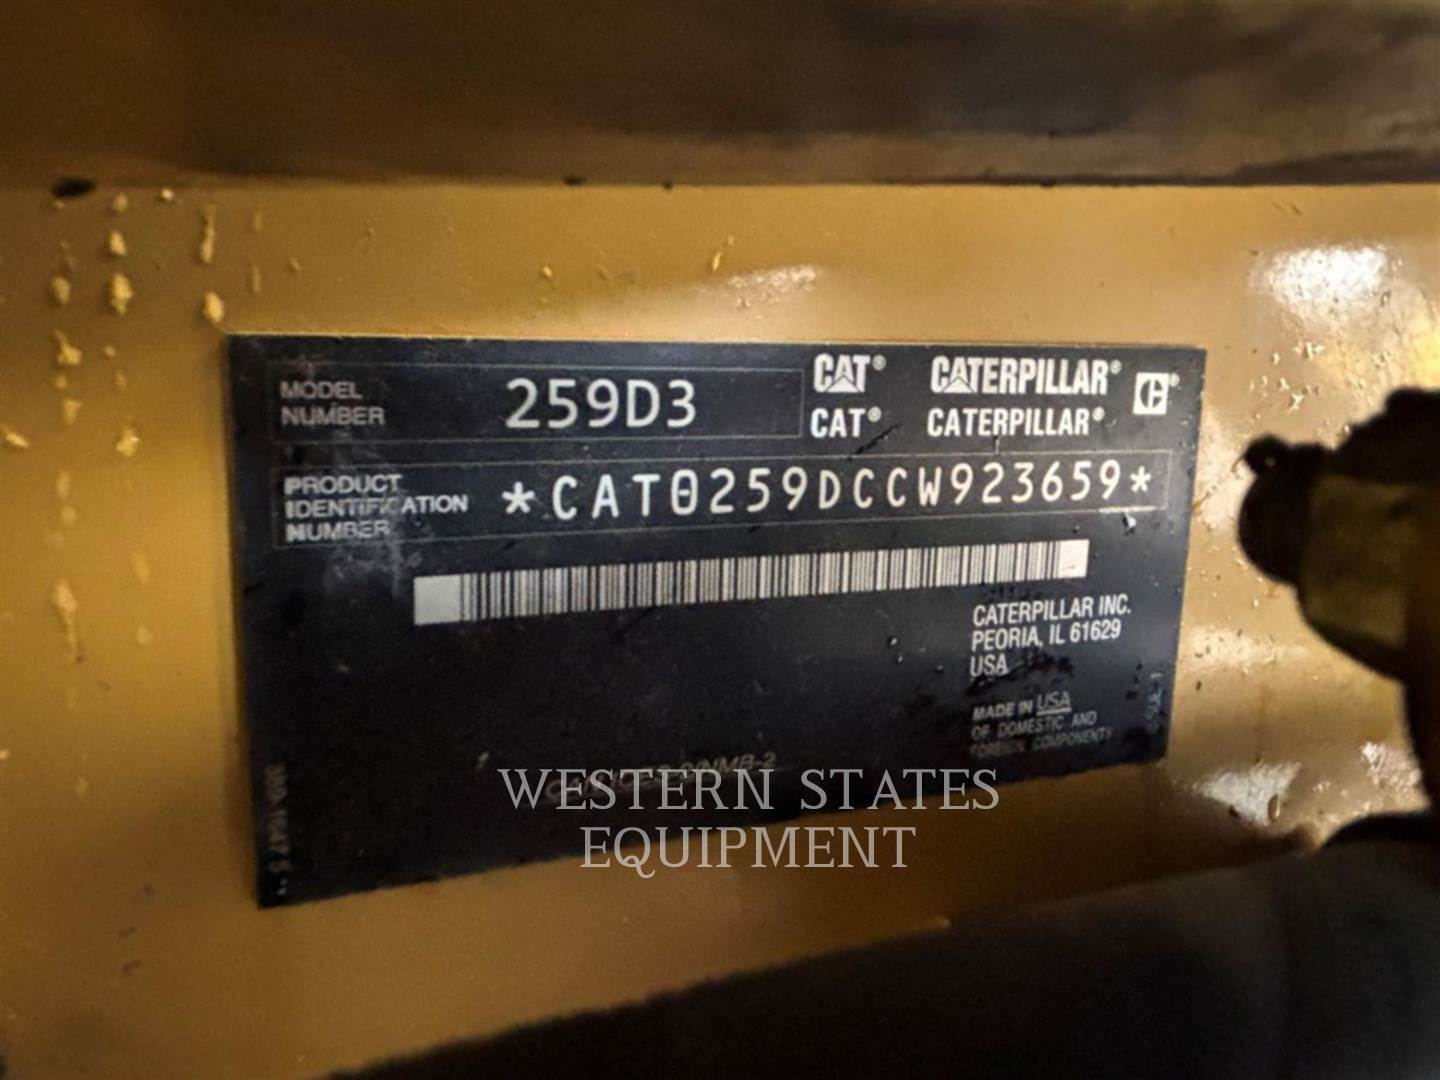 MODEL
NUMBER
259D3
CAT® CATERPILLAR®
CAT® CATERPILLAR®
PRODUCT
IDENTIFICATION
NUMBER
*CAT0259DCCW923659*
CATERPILLAR INC.
PEORIA, IL 61629
USA
MADE IN USA
OF DOMESTIC AND
FOREIGN COMPONENTS
WESTERN STATES
EQUIPMENT